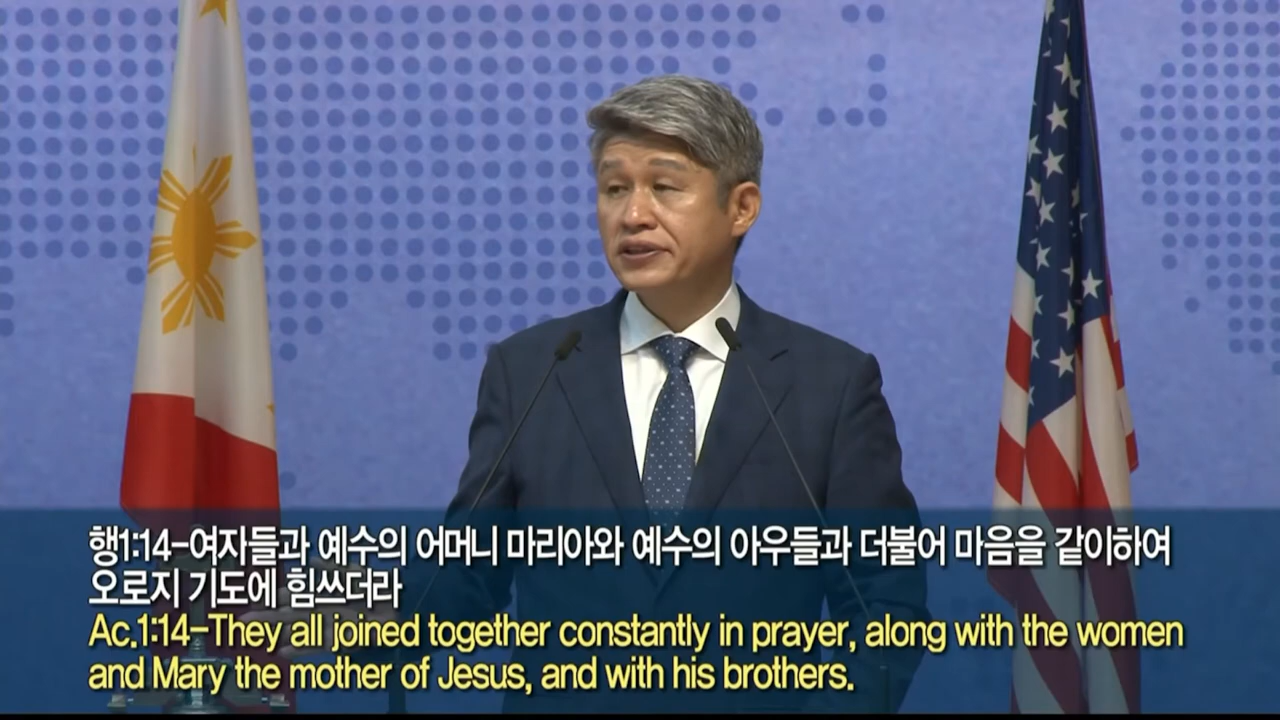 행1:14-여자들과 예수의 어머니 마리아와 예수의 아우들과 더불어 마음을 같이하여
오로지 기도에 힘쓰더라
Ac.1:14-They all joined together constantly in prayer, along with the women
and Mary the mother of Jesus, and with his brothers.